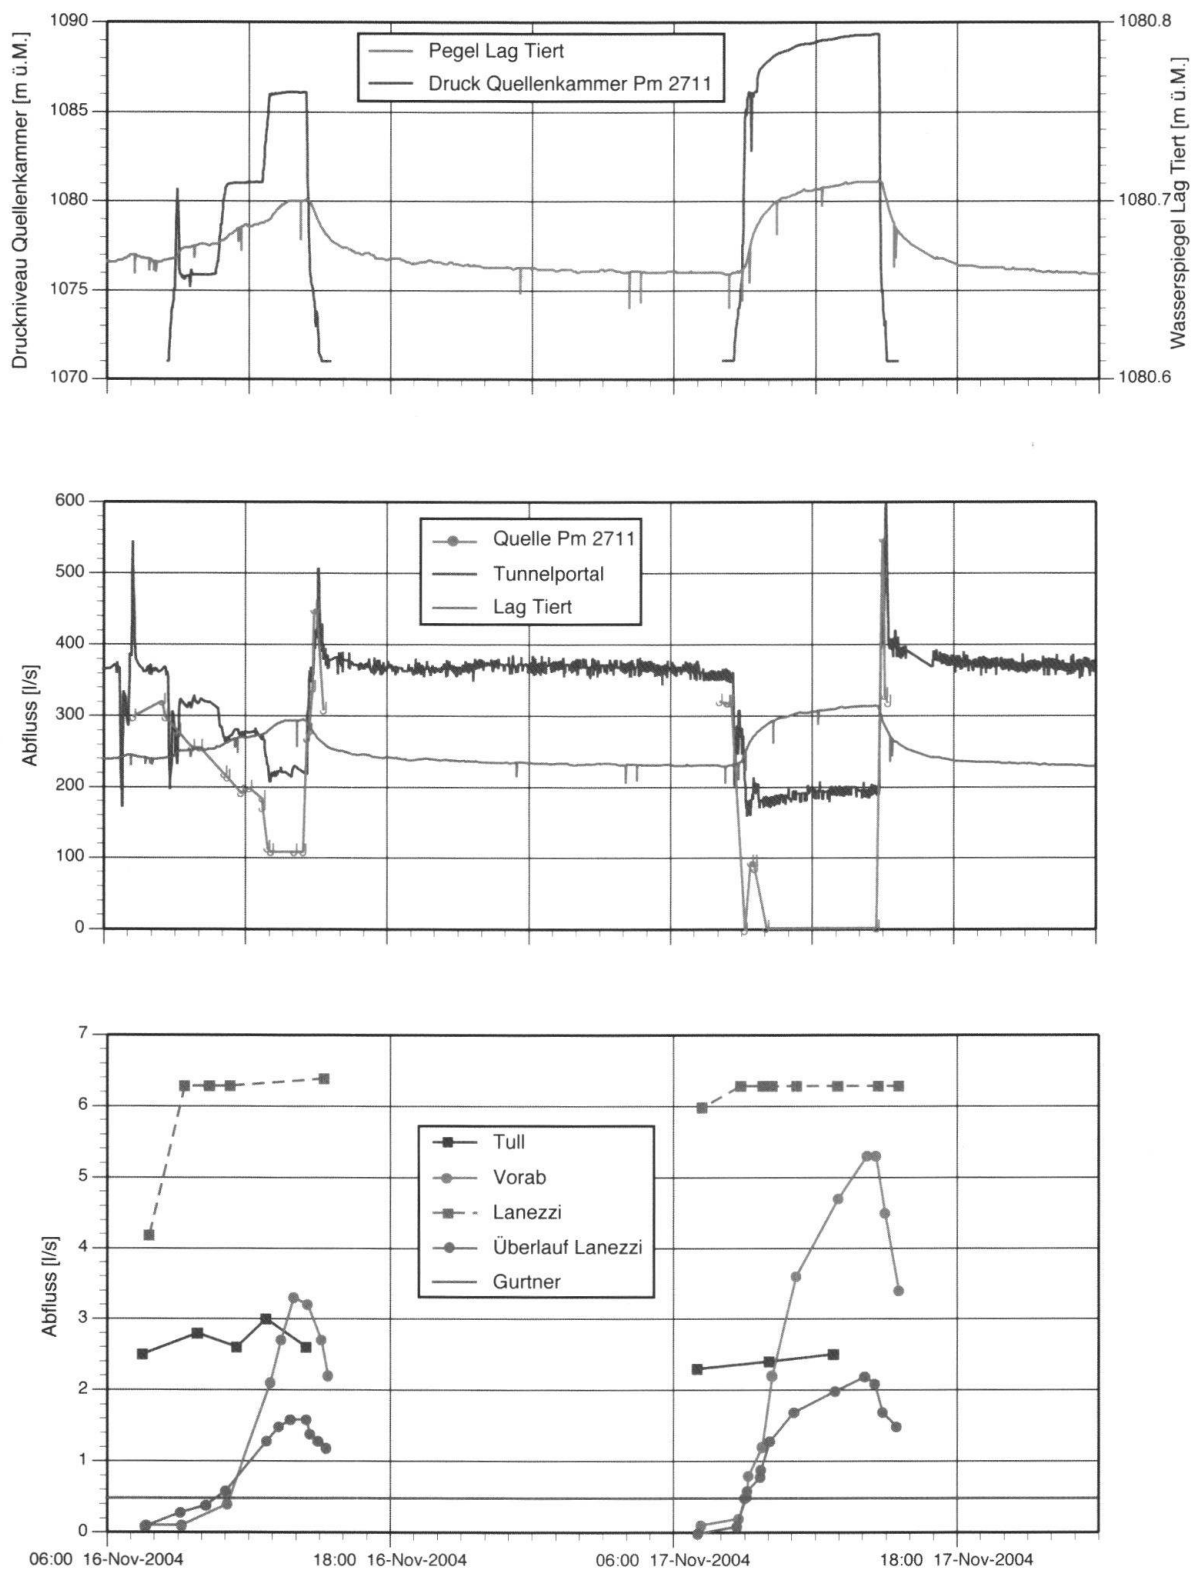 1090
1085
1080
1075
1070
Druckniveau Quellenkammer [m ü.M.]
Pegel Lag Tiert
Druck Quellenkammer Pm 2711
1080.8
1080.7
1080.6
Wasserspiegel Lag Tiert [m ü.M.]
600
500
400
300
200
100
0
Abfluss [l/s]
Quelle Pm 2711
Tunnelportal
Lag Tiert
7
6
5
4
3
2
1
0
Abfluss [l/s]
Tull
Vorab
Lanezzi
Überlauf Lanezzi
Gurtner
06:00 16-Nov-2004 18:00 16-Nov-2004 06:00 17-Nov-2004 18:00 17-Nov-2004